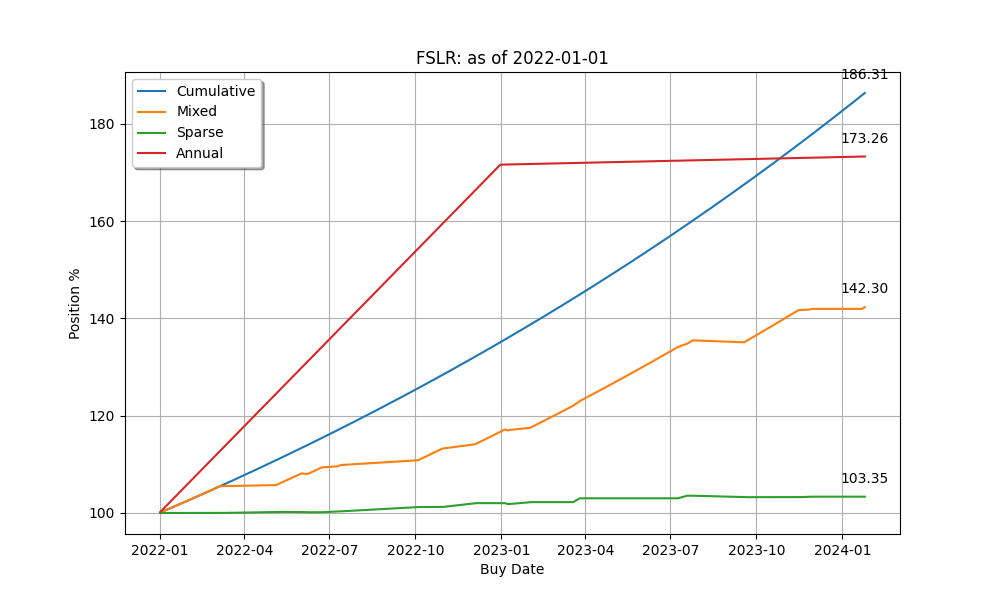 FSLR: as of 2022-01-01
186.31
Cumulative
Mixed
Sparse
Annual
173.26
180
160
142.30
140
120
103.35
100
Position %
2022-01 2022-04 2022-07 2022-10 2023-01 2023-04 2023-07 2023-10 2024-01
Buy Date